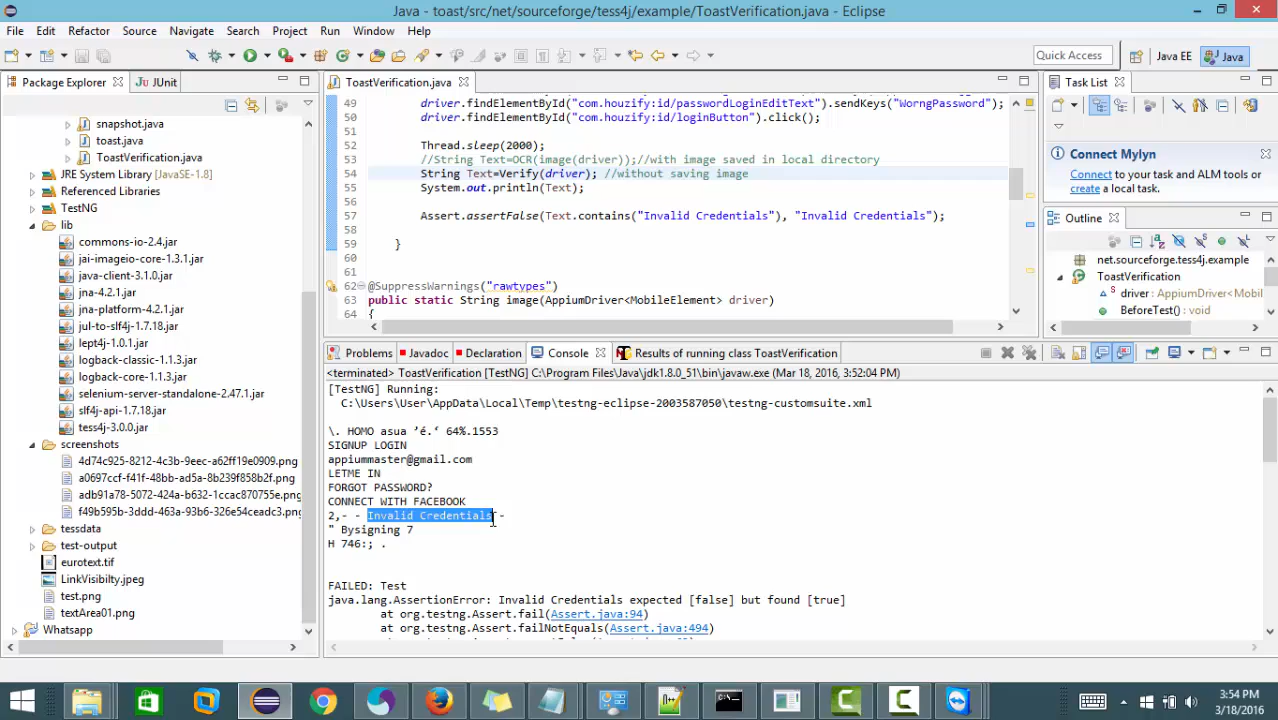 Java - toast/src/net/sourceforge/tess4j/example/ToastVerification.java - Eclipse
File Edit Refactor Source Navigate Search Project Run Window Help
Quick Access
Java EE
Java
Package Explorer
JUnit
snapshot.java
toast.java
ToastVerification.java
JRE System Library [JavaSE-1.8]
Referenced Libraries
TestNG
lib
commons-io-2.4.jar
jai-imageio-core-1.3.1.jar
java-client-3.1.0.jar
jna-4.2.1.jar
jna-platform-4.2.1.jar
jul-to-slf4j-1.7.18.jar
lept4j-1.0.1.jar
logback-classic-1.1.3.jar
logback-core-1.1.3.jar
selenium-server-standalone-2.47.1.jar
slf4j-api-1.7.18.jar
tess4j-3.0.0.jar
screenshots
4d74c925-8212-4c3b-9eec-a62ff19e0909.png
a0697ccf-f41f-48bb-ad5a-8b239f858b2f.png
adb91a78-5072-424a-b632-1ccac870755e.png
f49b595b-3ddd-463a-93b6-326e54ceadc3.png
tessdata
test-output
eurotext.tif
LinkVisibilty.jpeg
test.png
textArea01.png
Whatsapp
ToastVerification.java
49 driver.findElementById("com.houzify:id/passwordLoginEditText").sendKeys("WorngPassword");
50 driver.findElementById("com.houzify:id/loginButton").click();
51
52 Thread.sleep(2000);
53 //String Text=OCR(image(driver));//with image saved in local directory
54 String Text=Verify(driver); //without saving image
55 System.out.println(Text);
56
57 Assert.assertFalse(Text.contains("Invalid Credentials"), "Invalid Credentials");
58
59 }
60
61
62 @SuppressWarnings("rawtypes")
63 public static String image(AppiumDriver<MobileElement> driver)
64 {
Task List
Connect Mylyn
Connect to your task and ALM tools or
create a local task.
Outline
net.sourceforge.tess4j.example
ToastVerification
driver : AppiumDriver<Mobil
BeforeTest() : void
Problems
Javadoc
Declaration
Console
Results of running class ToastVerification
<terminated> ToastVerification [TestNG] C:\Program Files\Java\jdk1.8.0_51\bin\javaw.exe (Mar 18, 2016, 3:52:04 PM)
[TestNG] Running:
C:\Users\User\AppData\Local\Temp\testng-eclipse-2003587050\testng-customsuite.xml
\. HOMO asua ’é.‘ 64%.1553
SIGNUP LOGIN
appiummaster@gmail.com
LETME IN
FORGOT PASSWORD?
CONNECT WITH FACEBOOK
2,- - Invalid Credentials -
" Bysigning 7
H 746:; .
FAILED: Test
java.lang.AssertionError: Invalid Credentials expected [false] but found [true]
at org.testng.Assert.fail(Assert.java:94)
at org.testng.Assert.failNotEquals(Assert.java:494)
3:54 PM
3/18/2016